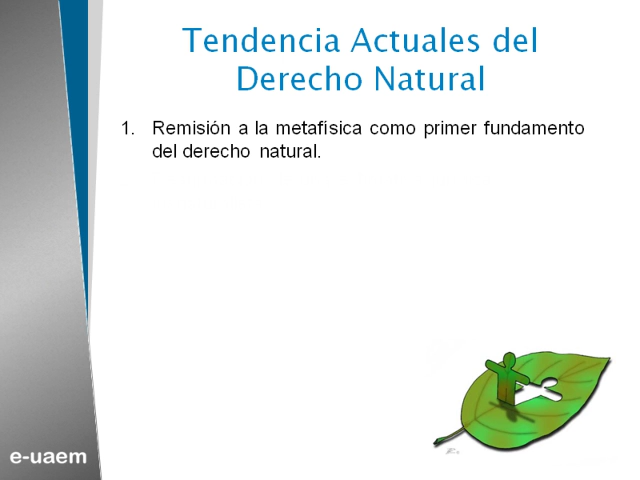 Tendencia Actuales del
Derecho Natural
1. Remisión a la metafísica como primer fundamento
del derecho natural.
e-uaem